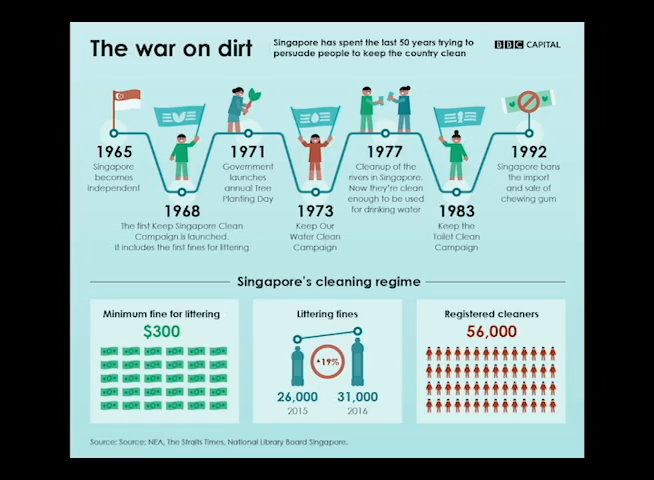 The war on dirt
Singapore has spent the last 50 years trying to
persuade people to keep the country clean
BBC CAPITAL
1965
Singapore
becomes
independent
1968
The first Keep Singapore Clean
Campaign is launched.
It includes the first fines for littering
1971
Government
launches
annual Tree
Planting Day
1973
Keep Our
Water Clean
Campaign
1977
Cleanup of the
rivers in Singapore.
Now they're clean
enough to be used
for drinking water
1983
Keep the
Toilet Clean
Campaign
1992
Singapore bans
the import
and sale of
chewing gum
Singapore's cleaning regime
Minimum fine for littering
$300
Littering fines
+19%
26,000
2015
31,000
2016
Registered cleaners
56,000
Source: Source: NEA, The Straits Times, National Library Board Singapore.